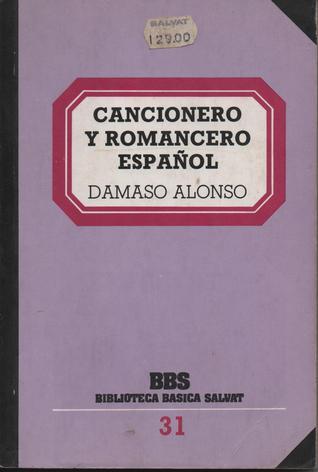 SALVAT
129.00
CANCIONERO
Y ROMANCERO
ESPAÑOL
DAMASO ALONSO
BBS
BIBLIOTECA BASICA SALVAT
31